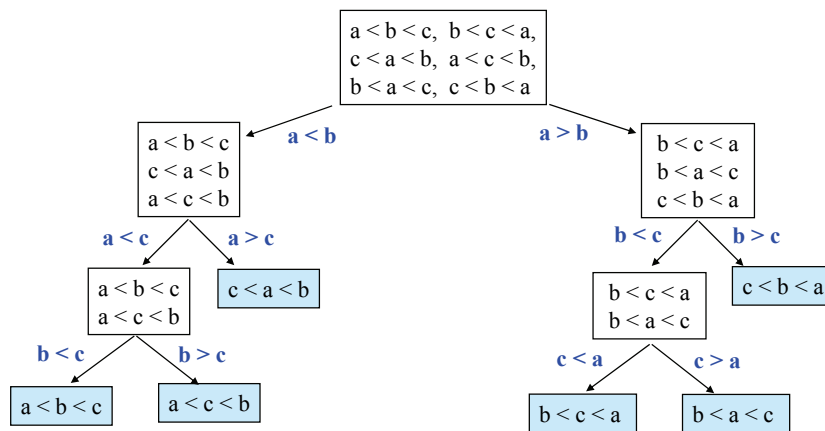 a < b < c, b < c < a,
c < a < b, a < c < b,
b < a < c, c < b < a
a < b
a > b
a < b < c
c < a < b
a < c < b
b < c < a
b < a < c
c < b < a
a < c
a > c
b < c
b > c
a < b < c
a < c < b
c < a < b
b < c < a
b < a < c
c < b < a
b < c
b > c
c < a
c > a
a < b < c
a < c < b
b < c < a
b < a < c